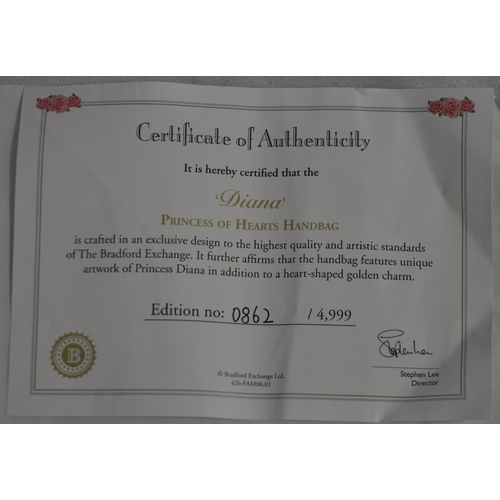 Certificate of Authenticity
It is hereby certified that the
'Diana'
PRINCESS OF HEARTS HANDBAG
is crafted in an exclusive design to the highest quality and artistic standards
of The Bradford Exchange. It further affirms that the handbag features unique
artwork of Princess Diana in addition to a heart-shaped golden charm.
Edition no: 0862 / 4,999
B
Stephen Lee
Director
© Bradford Exchange Ltd.
426-FAM06.01